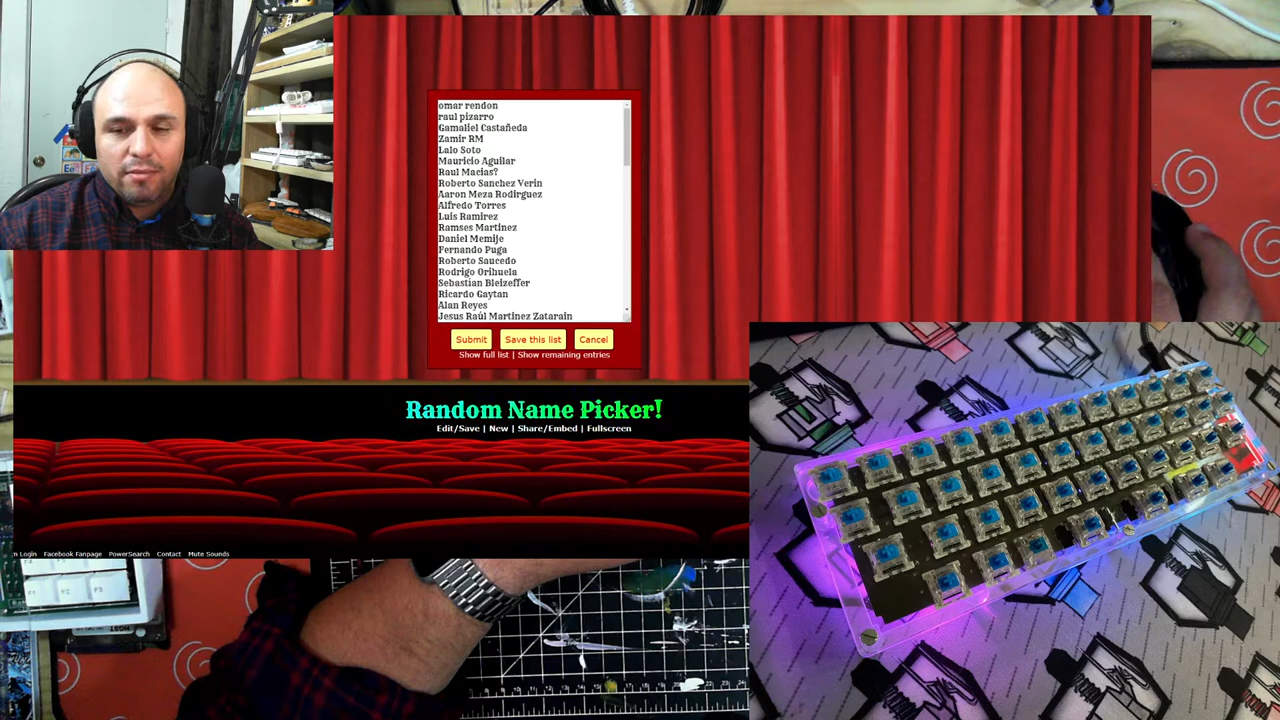 omar rendon
raul pizarro
Gamaliel Castañeda
Zamir RM
Lalo Soto
Mauricio Aguilar
Raul Macias?
Roberto Sanchez Verin
Aaron Meza Rodirguez
Alfredo Torres
Luis Ramirez
Ramses Martinez
Daniel Memije
Fernando Puga
Roberto Saucedo
Rodrigo Orihuela
Sebastian Bleizeffer
Ricardo Gaytan
Alan Reyes
Jesus Raúl Martinez Zatarain
Submit Save this list Cancel
Show full list | Show remaining entries
Random Name Picker!
Edit/Save | New | Share/Embed | Fullscreen
n Login Facebook Fanpage PowerSearch Contact Mute Sounds